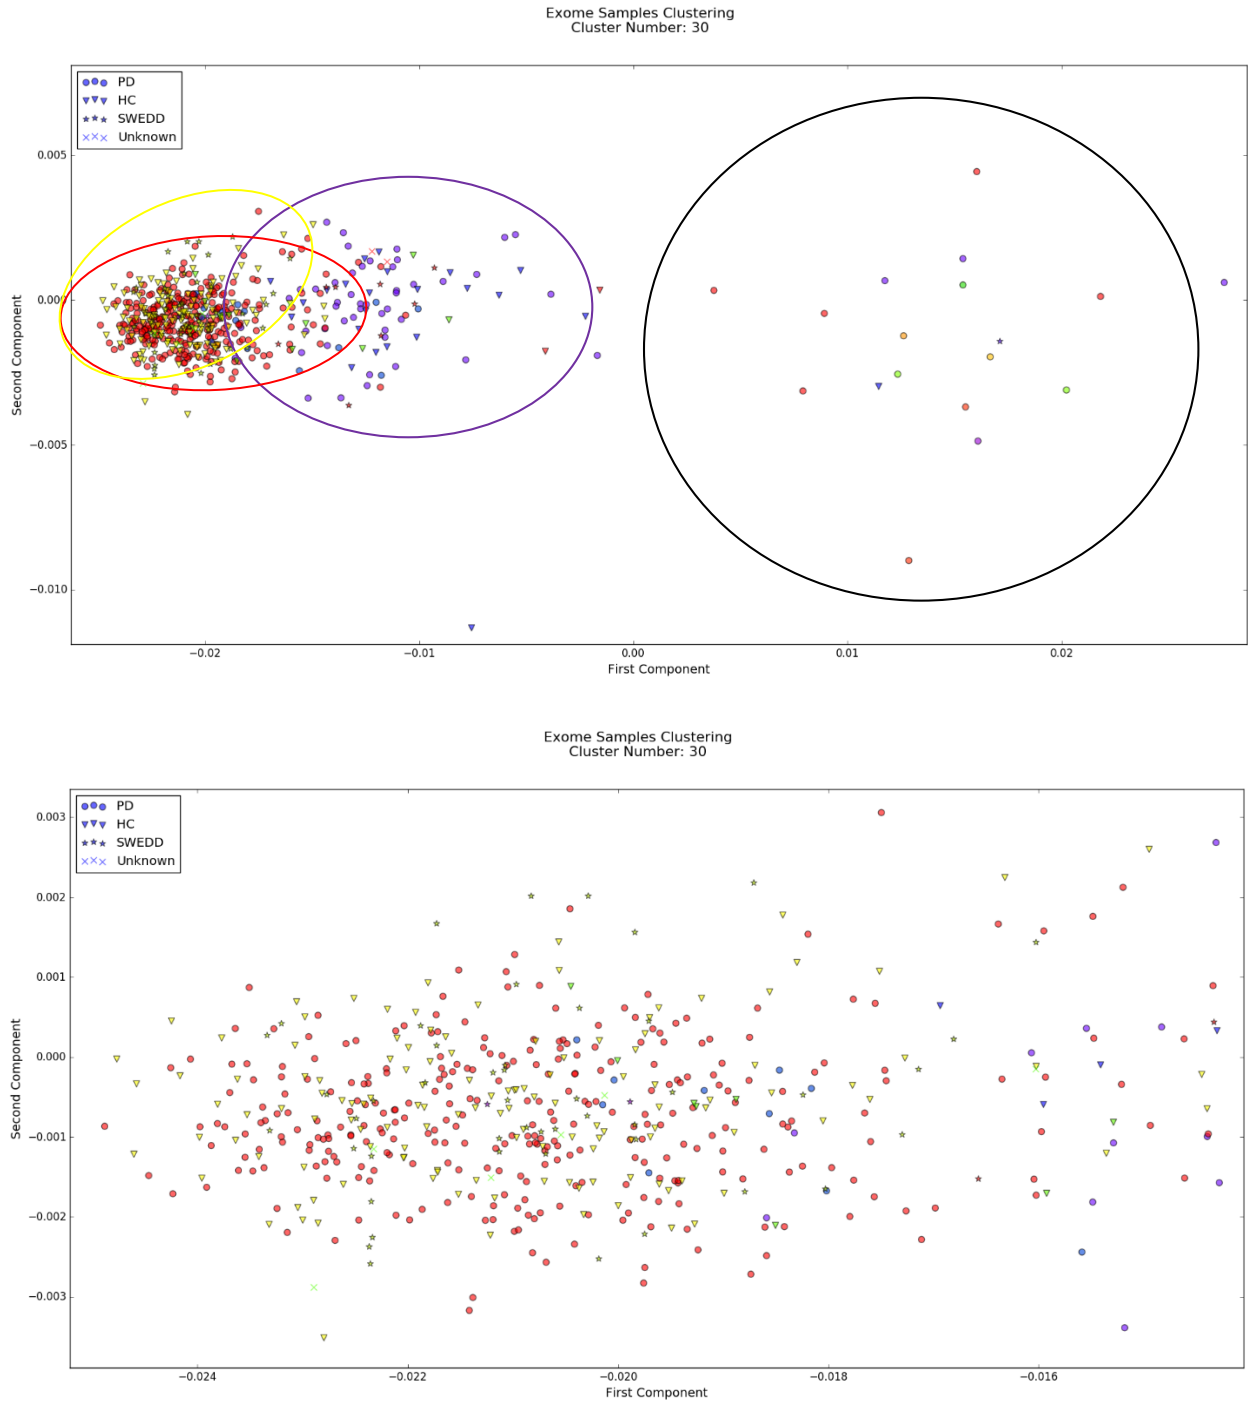 Exome Samples Clustering
Cluster Number: 30
PD
HC
SWEDD
Unknown
0.005
0.000
−0.005
−0.010
Second Component
−0.02
−0.01
0.00
0.01
0.02
First Component
Exome Samples Clustering
Cluster Number: 30
PD
HC
SWEDD
Unknown
0.003
0.002
0.001
0.000
−0.001
−0.002
−0.003
Second Component
−0.024
−0.022
−0.020
−0.018
−0.016
First Component